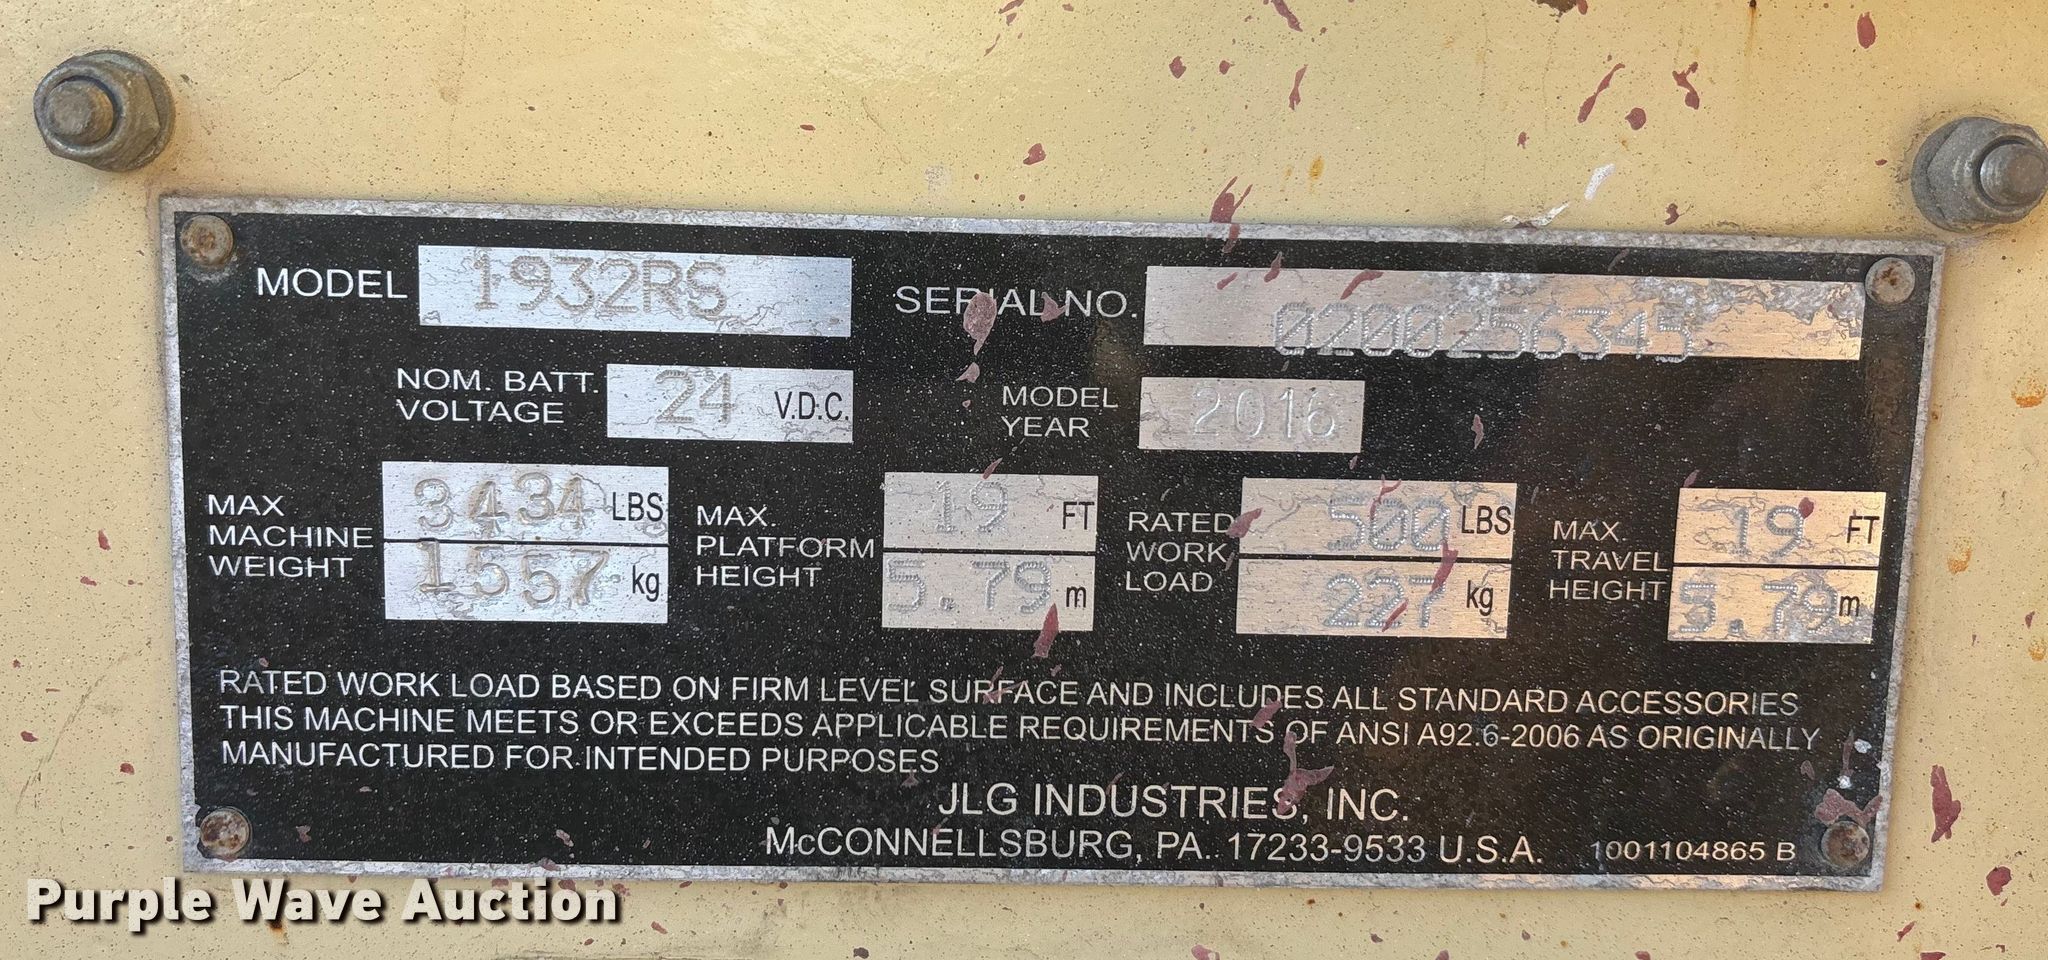 MODEL 1932RS SERIAL NO. 0200256345
NOM. BATT. VOLTAGE 24 V.D.C. MODEL YEAR 2016
MAX MACHINE WEIGHT 3434 LBS 1557 kg MAX. PLATFORM HEIGHT 19 FT 5.79 m RATED WORK LOAD 500 LBS 227 kg MAX. TRAVEL HEIGHT 19 FT 5.79 m
RATED WORK LOAD BASED ON FIRM LEVEL SURFACE AND INCLUDES ALL STANDARD ACCESSORIES
THIS MACHINE MEETS OR EXCEEDS APPLICABLE REQUIREMENTS OF ANSI A92.6-2006 AS ORIGINALLY
MANUFACTURED FOR INTENDED PURPOSES
JLG INDUSTRIES, INC.
McCONNELLSBURG, PA. 17233-9533 U.S.A. 1001104865 B
Purple Wave Auction